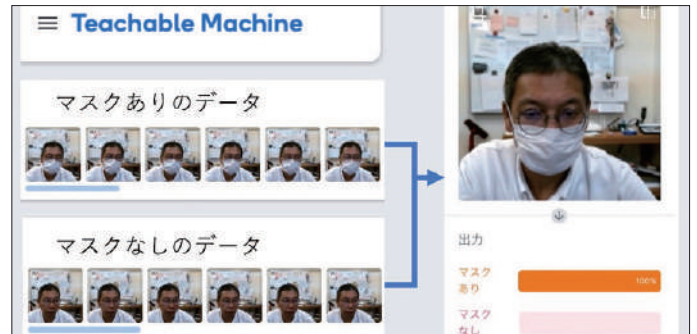 Teachable Machine
マスクありのデータ
マスクなしのデータ
出力
マスク
あり
100%
マスク
なし